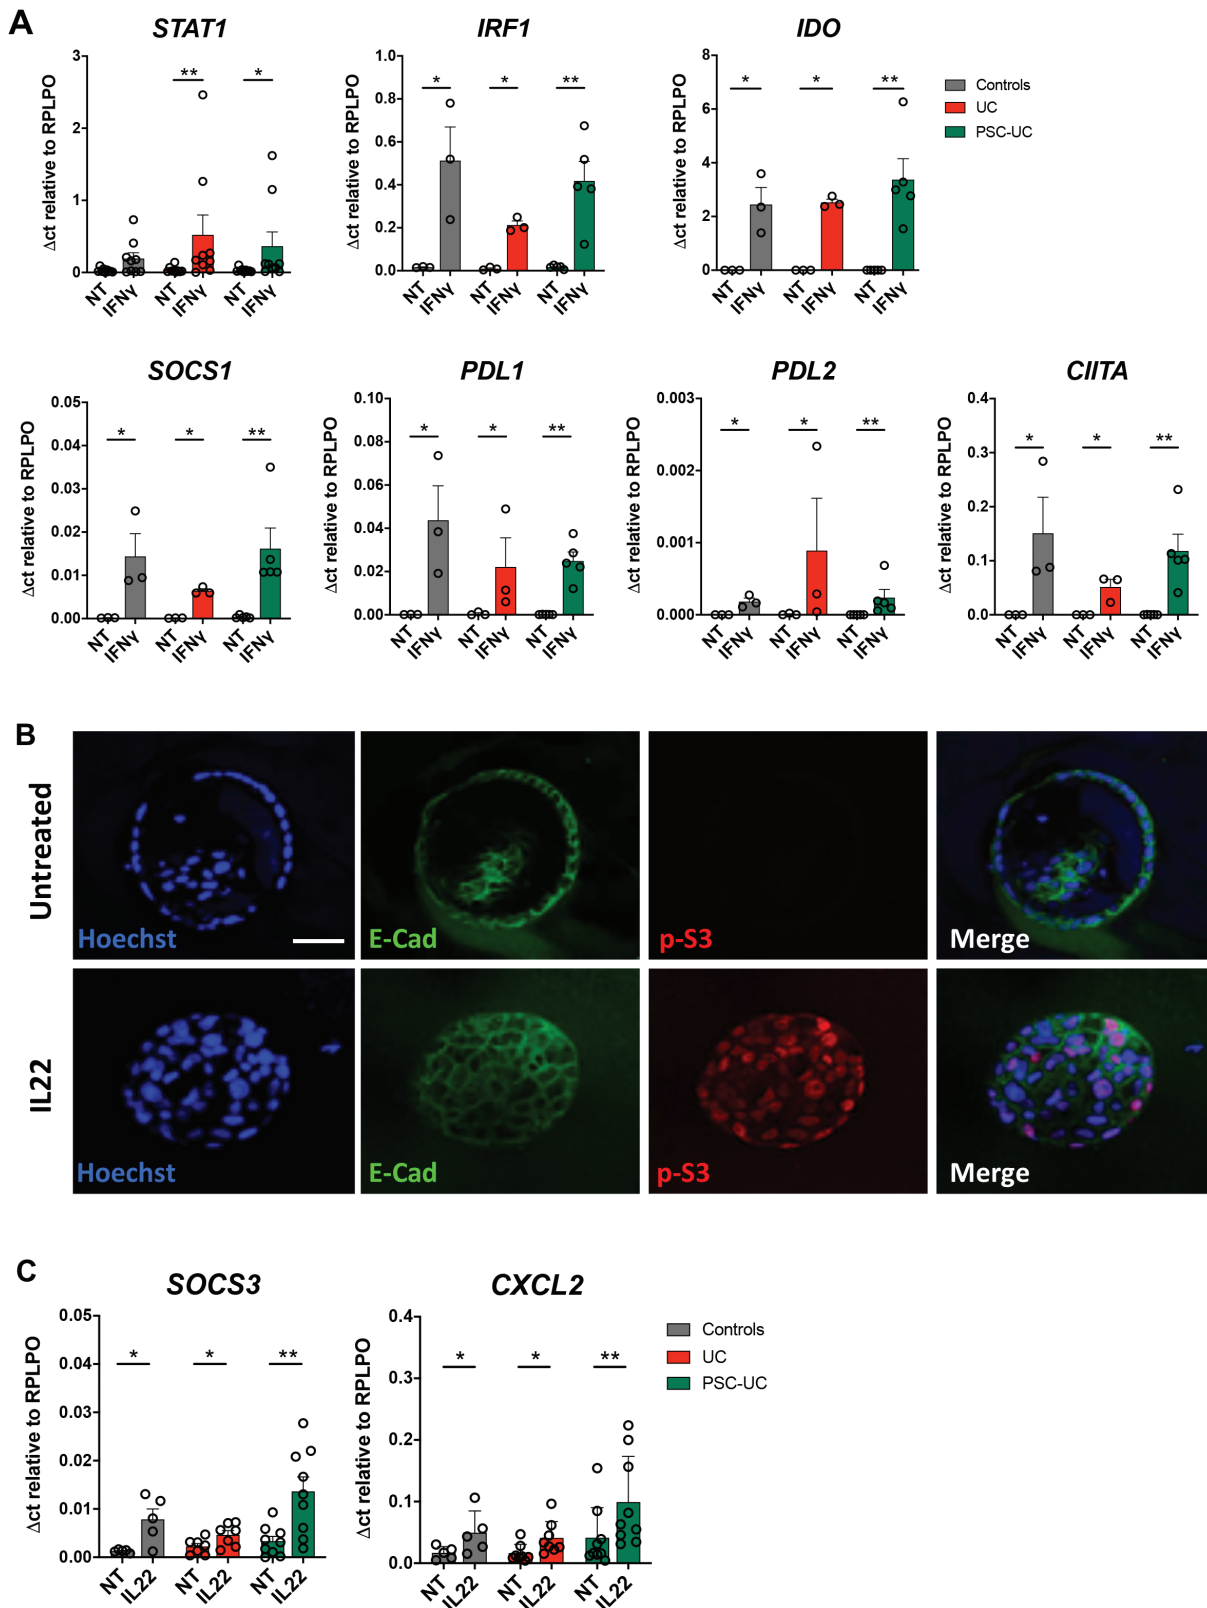 A
STAT1
IRF1
IDO
Δct relative to RPLPO
3
2
1
0
**
*
NT
IFNγ
NT
IFNγ
NT
IFNγ
Δct relative to RPLPO
1.0
0.8
0.6
0.4
0.2
0.0
*
*
**
NT
IFNγ
NT
IFNγ
NT
IFNγ
Δct relative to RPLPO
8
6
4
2
0
*
*
**
NT
IFNγ
NT
IFNγ
NT
IFNγ
Controls
UC
PSC-UC
SOCS1
PDL1
PDL2
CIITA
Δct relative to RPLPO
0.05
0.04
0.03
0.02
0.01
0.00
*
*
**
NT
IFNγ
NT
IFNγ
NT
IFNγ
Δct relative to RPLPO
0.10
0.08
0.06
0.04
0.02
0.00
*
*
**
NT
IFNγ
NT
IFNγ
NT
IFNγ
Δct relative to RPLPO
0.003
0.002
0.001
0.000
*
*
**
NT
IFNγ
NT
IFNγ
NT
IFNγ
Δct relative to RPLPO
0.4
0.3
0.2
0.1
0.0
*
*
**
NT
IFNγ
NT
IFNγ
NT
IFNγ
B
Untreated
Hoechst
E-Cad
p-S3
Merge
IL22
Hoechst
E-Cad
p-S3
Merge
C
SOCS3
CXCL2
Δct relative to RPLPO
0.05
0.04
0.03
0.02
0.01
0.00
*
*
**
NT
IL22
NT
IL22
NT
IL22
Δct relative to RPLPO
0.4
0.3
0.2
0.1
0.0
*
*
**
NT
IL22
NT
IL22
NT
IL22
Controls
UC
PSC-UC